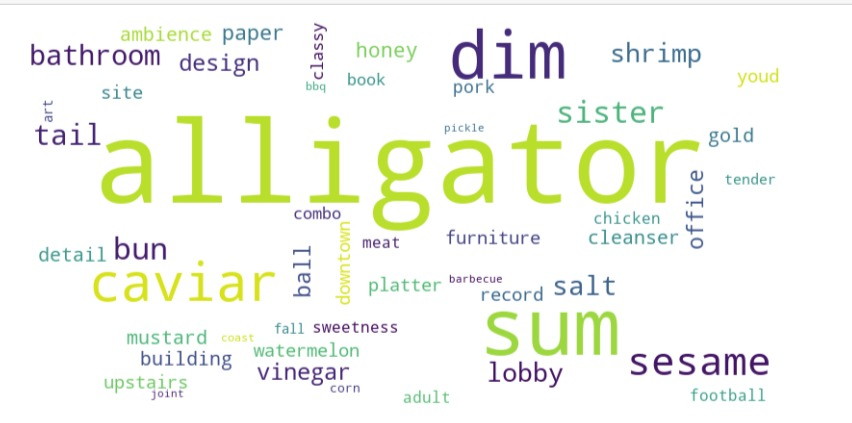 ambience
paper
classy
honey
dim
shrimp
bathroom
design
bbq
book
pork
youd
site
art
tail
alligator
pickle
sister
gold
tender
office
combo
chicken
cleanser
detail
bun
ball
downtown
meat
furniture
caviar
platter
barbecue
record
salt
mustard
coast
fall
sweetness
sum
building
watermelon
vinegar
lobby
sesame
upstairs
joint
corn
adult
football